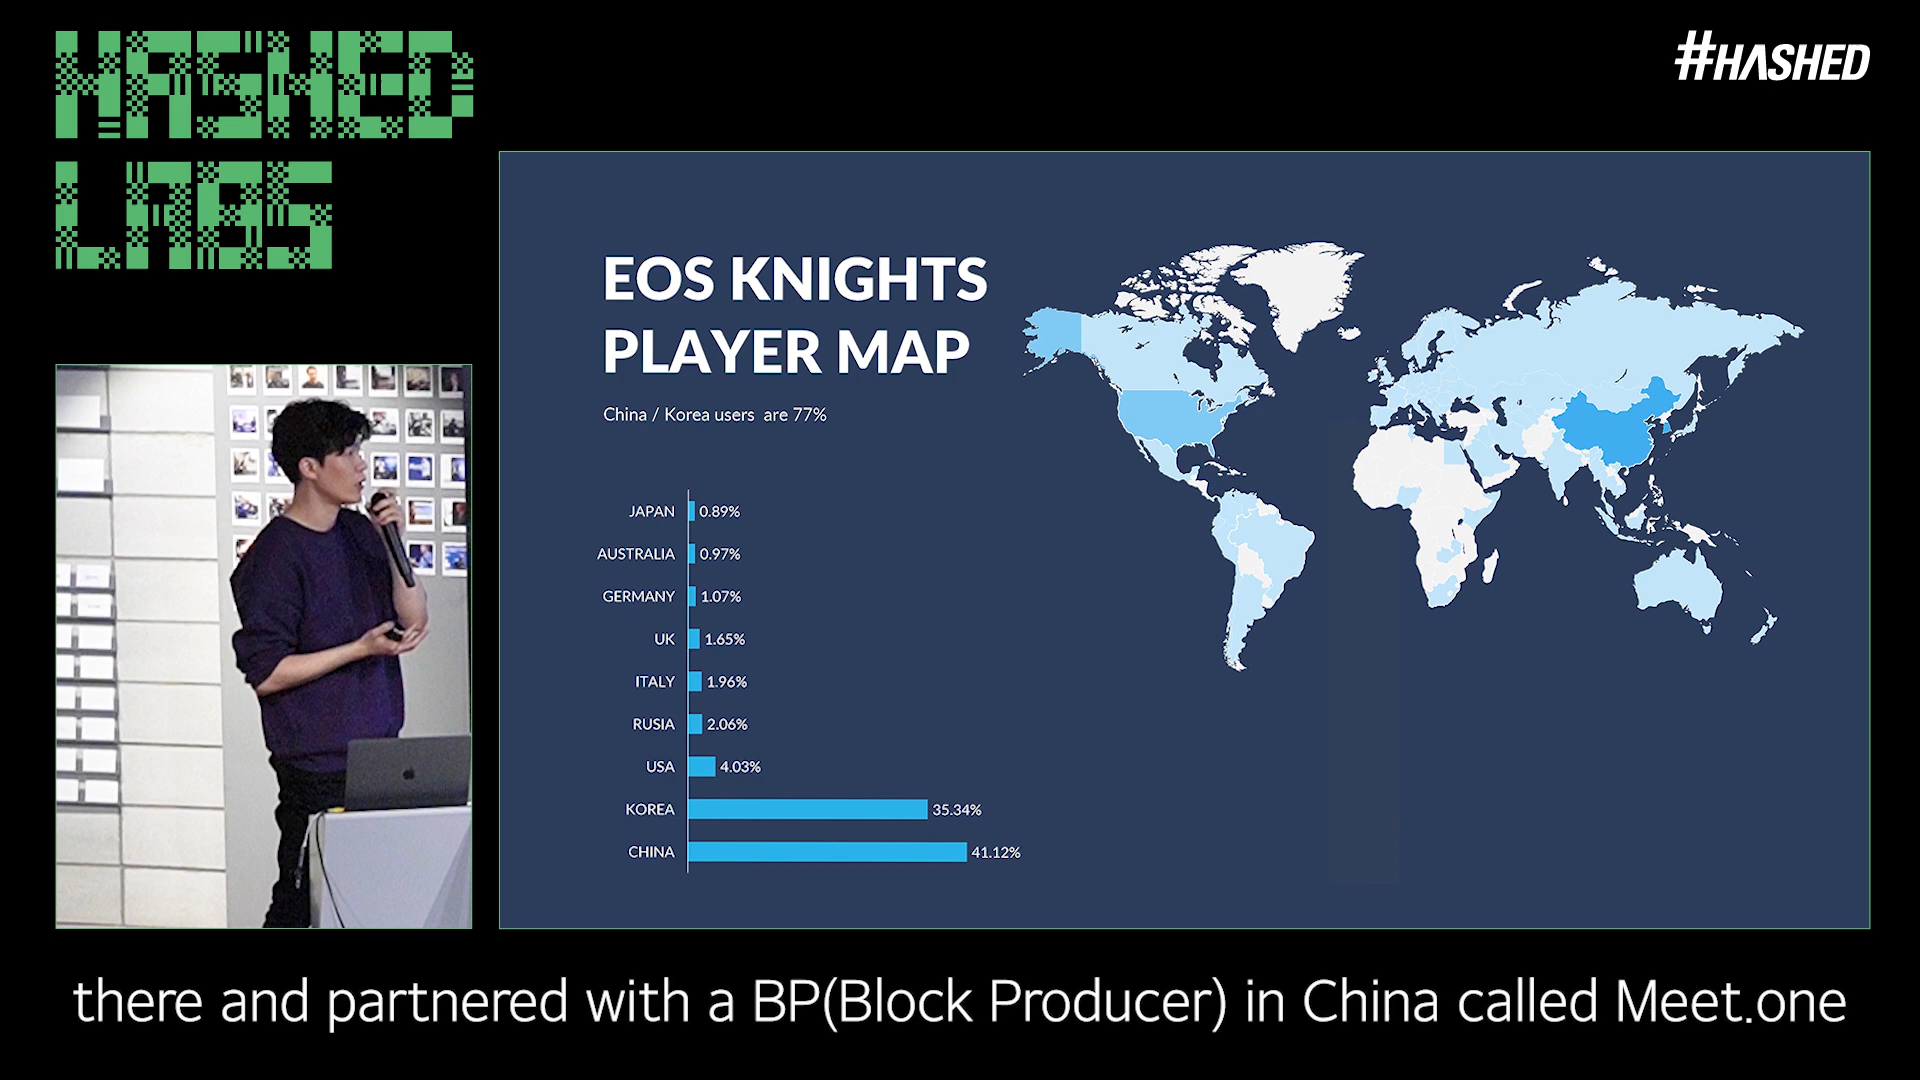 HASHED
LABS
#HASHED
EOS KNIGHTS
PLAYER MAP
China / Korea users are 77%
JAPAN 0.89%
AUSTRALIA 0.97%
GERMANY 1.07%
UK 1.65%
ITALY 1.96%
RUSIA 2.06%
USA 4.03%
KOREA 35.34%
CHINA 41.12%
there and partnered with a BP(Block Producer) in China called Meet.one